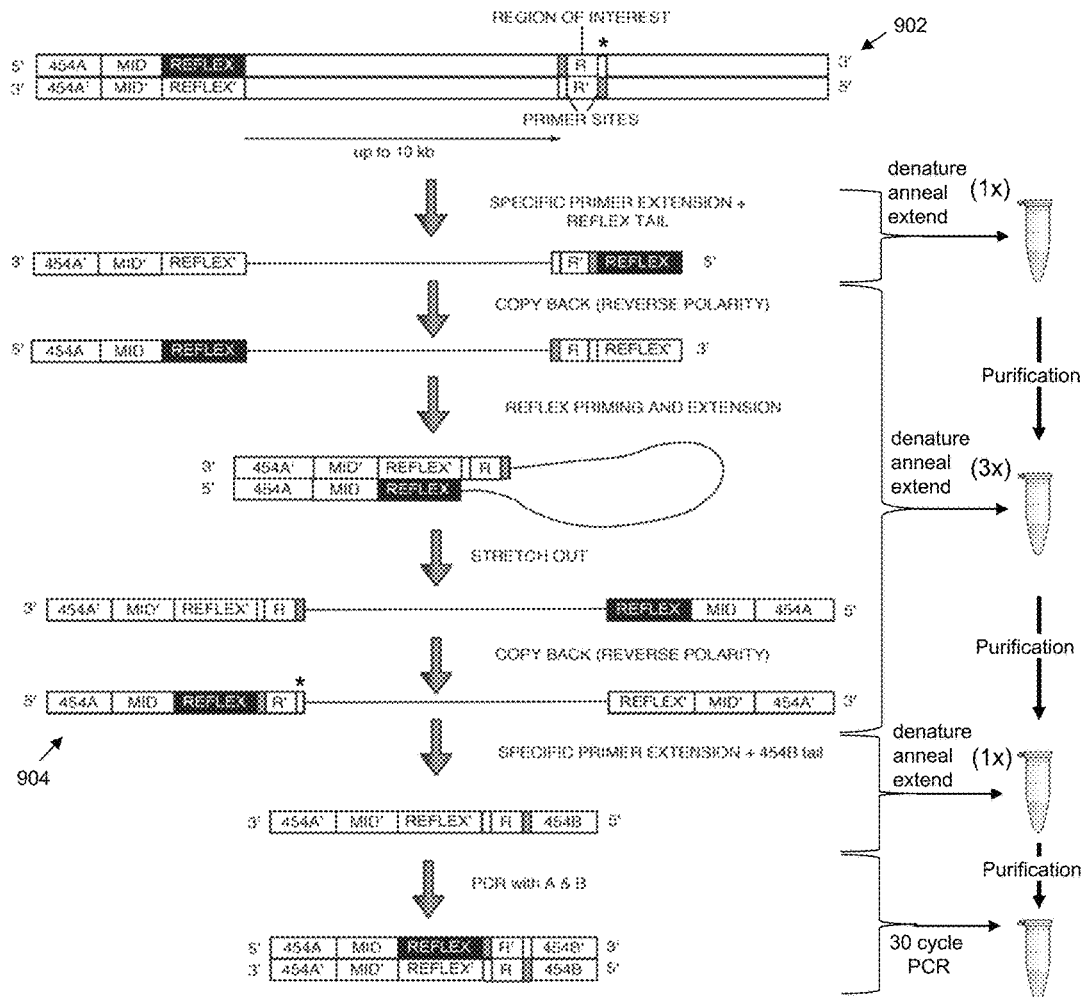 REGION OF INTEREST
*
902
5' 454A MID REFLEX R 3'
3' 454A' MID' REFLEX' R' 5'
PRIMER SITES
up to 10 kb
SPECIFIC PRIMER EXTENSION +
REFLEX TAIL
denature
anneal
extend
(1x)
3' 454A' MID' REFLEX' R' REFLEX 5'
COPY BACK (REVERSE POLARITY)
5' 454A MID REFLEX R REFLEX' 3'
Purification
REFLEX PRIMING AND EXTENSION
denature
anneal
extend
(3x)
3' 454A' MID' REFLEX' R
5' 454A MID REFLEX
STRETCH OUT
3' 454A' MID' REFLEX' R REFLEX MID 454A 5'
COPY BACK (REVERSE POLARITY)
Purification
*
5' 454A MID REFLEX R' REFLEX' MID' 454A' 3'
904
SPECIFIC PRIMER EXTENSION + 454B tail
denature
anneal
extend
(1x)
3' 454A' MID' REFLEX' R 454B 5'
PCR with A & B
Purification
5' 454A MID REFLEX R' 454B' 3'
3' 454A' MID' REFLEX' R 454B 5'
30 cycle
PCR